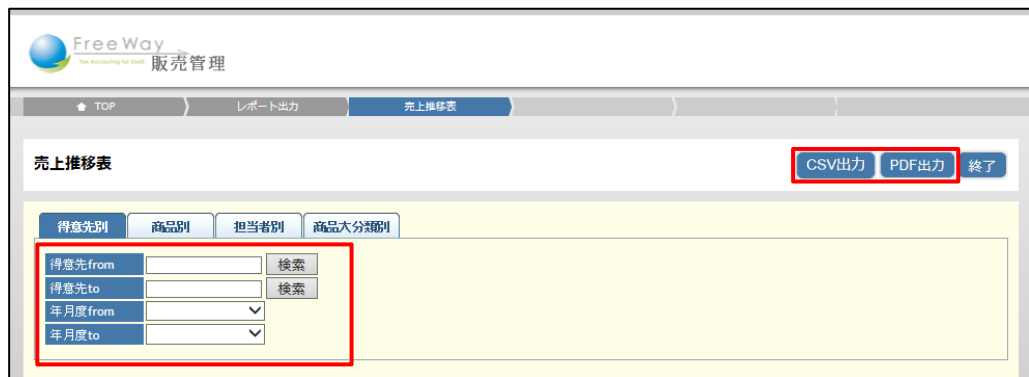 FreeWay
Tax Accounting for SaaS
販売管理
TOP レポート出力 売上推移表
売上推移表 CSV出力 PDF出力 終了
得意先別 商品別 担当者別 商品大分類別
得意先from 検索
得意先to 検索
年月度from
年月度to